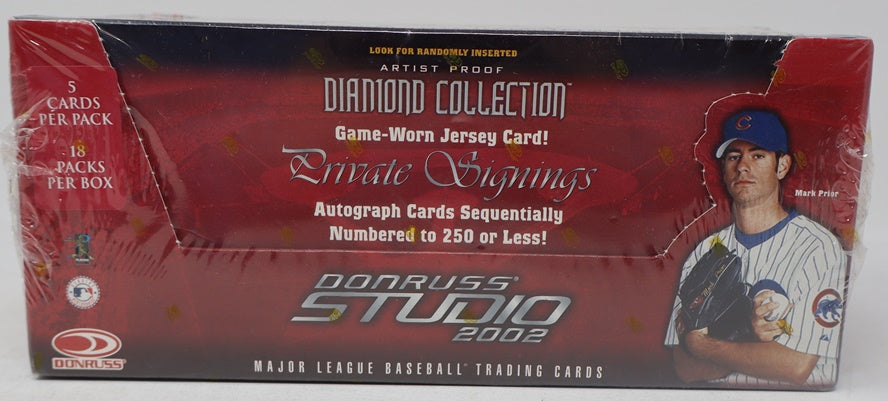 LOOK FOR RANDOMLY INSERTED
ARTIST PROOF
DIAMOND COLLECTION™
Game-Worn Jersey Card!
Private Signings
Autograph Cards Sequentially
Numbered to 250 or Less!
5
CARDS
PER PACK
18
PACKS
PER BOX
Mark Prior
DONRUSS®
STUDIO
2002
DONRUSS®
MAJOR LEAGUE BASEBALL® TRADING CARDS